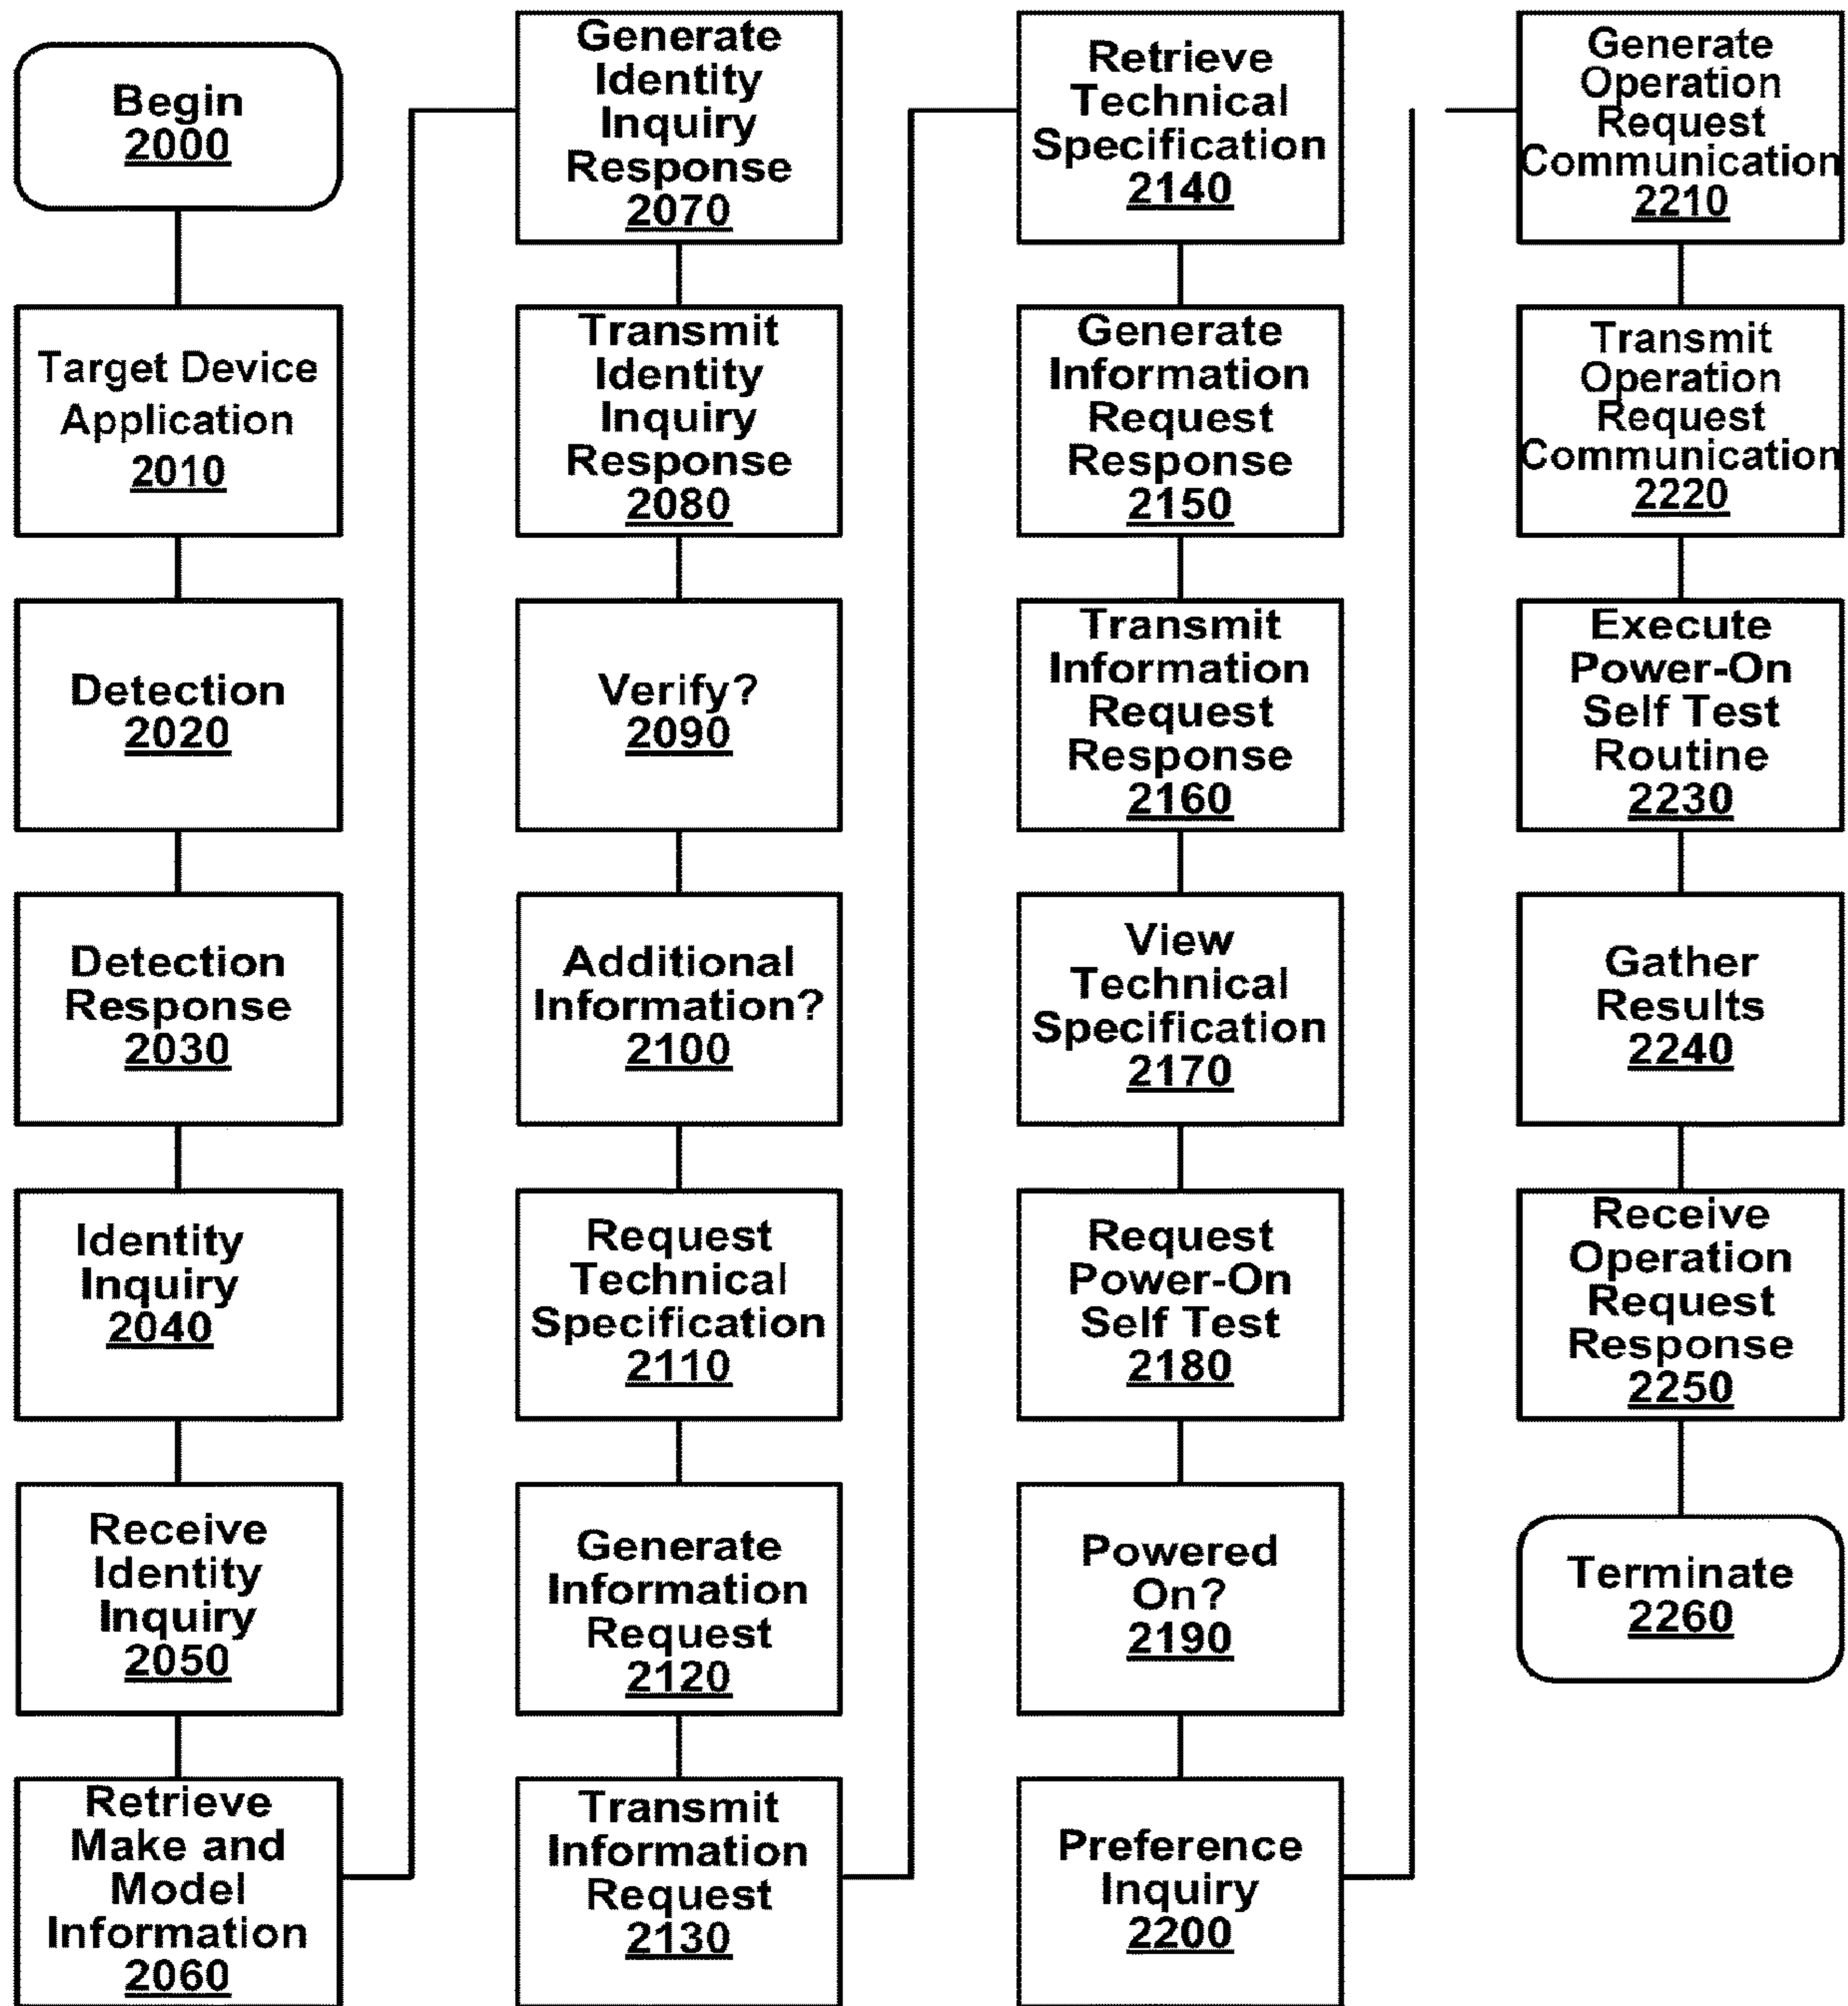 Begin
2000
Target Device
Application
2010
Detection
2020
Detection
Response
2030
Identity
Inquiry
2040
Receive
Identity
Inquiry
2050
Retrieve
Make and
Model
Information
2060
Generate
Identity
Inquiry
Response
2070
Transmit
Identity
Inquiry
Response
2080
Verify?
2090
Additional
Information?
2100
Request
Technical
Specification
2110
Generate
Information
Request
2120
Transmit
Information
Request
2130
Retrieve
Technical
Specification
2140
Generate
Information
Request
Response
2150
Transmit
Information
Request
Response
2160
View
Technical
Specification
2170
Request
Power-On
Self Test
2180
Powered
On?
2190
Preference
Inquiry
2200
Generate
Operation
Request
Communication
2210
Transmit
Operation
Request
Communication
2220
Execute
Power-On
Self Test
Routine
2230
Gather
Results
2240
Receive
Operation
Request
Response
2250
Terminate
2260